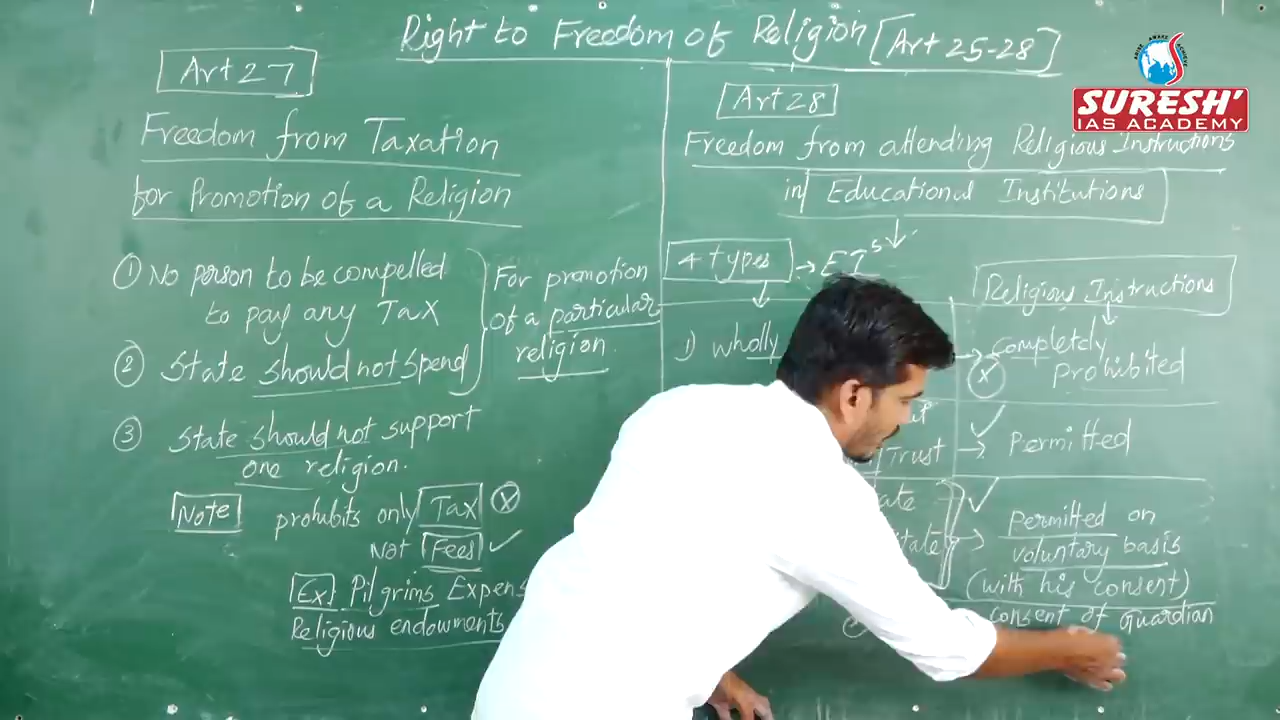 Right to Freedom of Religion [Art 25-28]
ARISE AWAKE ACHIEVE
SURESH'
IAS ACADEMY
Art 27
Freedom from Taxation
for Promotion of a Religion
① No person to be compelled
to pay any Tax
② State should not spend
For promotion
of a particular
religion.
③ State should not support
one religion.
Note prohibits only Tax
Not Fees
Ex Pilgrims Expens
Religious endowments
Art 28
Freedom from attending Religious Instructions
in Educational Institutions
4 types → EIs
Religious Instructions
1) wholly
→ completely
Prohibited
Trust → Permitted
Permitted on
voluntary basis
(with his consent)
consent of Guardian